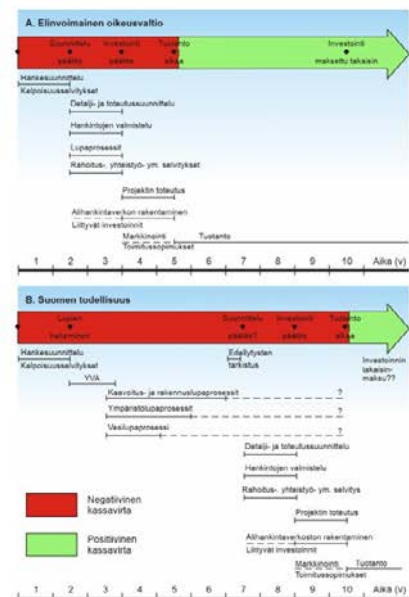 A. Elinvoimainen oikeusvaltio
Suunnittelu päätös
Investointi päätös
Tuotanto alkaa
Investointi maksettu takaisin
Hankesuunnittelu
Kelpoisuusselvitykset
Detalji- ja toteutussuunnittelu
Hankintojen valmistelu
Lupaprosessit
Rahoitus-, yhteistyö- ym. selvitykset
Projektin toteutus
Alihankintaverkon rakentaminen
Liittyvät investoinnit
Markkinointi
Toimitussopimukset
Tuotanto
1 2 3 4 5 6 7 8 9 10 Aika (v)
B. Suomen todellisuus
Lupien hakeminen
Suunnittelu päätös?
Investointi päätös
Tuotanto alkaa
Hankesuunnittelu
Kelpoisuusselvitykset
Edellytysten tarkistus
Investoinnin takaisin-
maksu??
YVA
Kaavoitus- ja rakennuslupaprosessit ?
Ympäristölupaprosessit ?
Vesilupaprosessi ?
Detalji- ja toteutussuunnittelu
Hankintojen valmistelu
Rahoitus-, yhteistyö- ym. selvitys
Projektin toteutus
Alihankintaverkoston rakentaminen
Liittyvät investoinnit
Markkinointi
Toimitussopimukset
Tuotanto
Negatiivinen
kassavirta
Positiivinen
kassavirta
1 2 3 4 5 6 7 8 9 10 Aika (v)